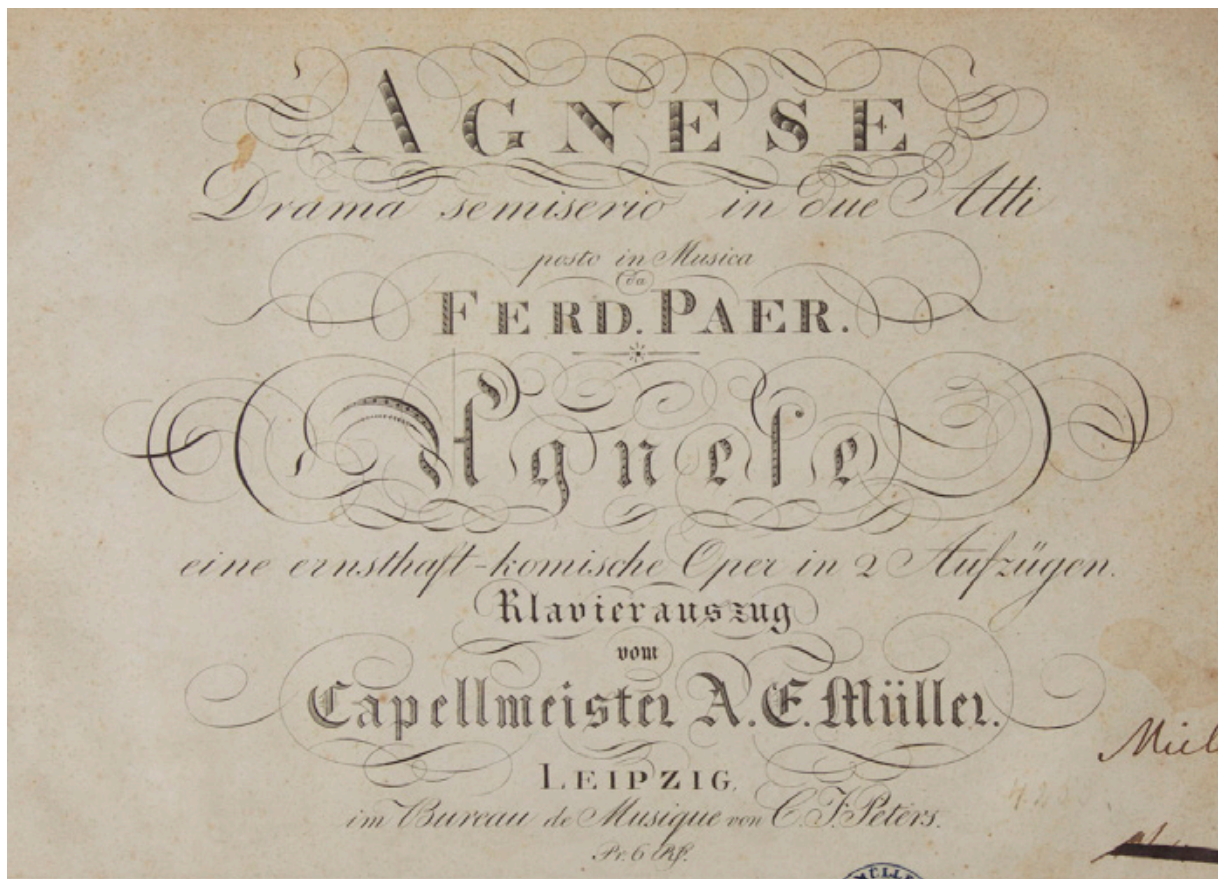 AGNESE
Drama semiserio in due Atti
posto in Musica
da
FERD. PAER.
Agneſe
eine ernsthaft-komische Oper in 2 Aufzügen.
Klavierauszug
vom
Capellmeister A. E. Müller.
LEIPZIG,
im Bureau de Musique von C. F. Peters.
Pr. 6 Rf.
MÜLLE